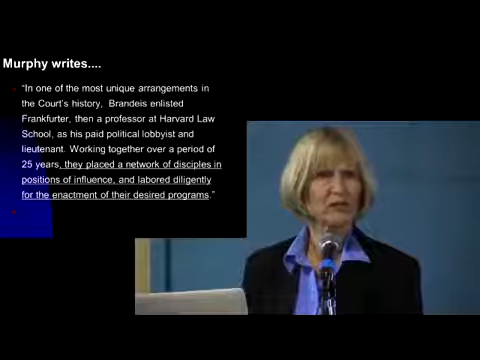 Murphy writes....
“In one of the most unique arrangements in
the Court’s history, Brandeis enlisted
Frankfurter, then a professor at Harvard Law
School, as his paid political lobbyist and
lieutenant. Working together over a period of
25 years, they placed a network of disciples in
positions of influence, and labored diligently
for the enactment of their desired programs.”